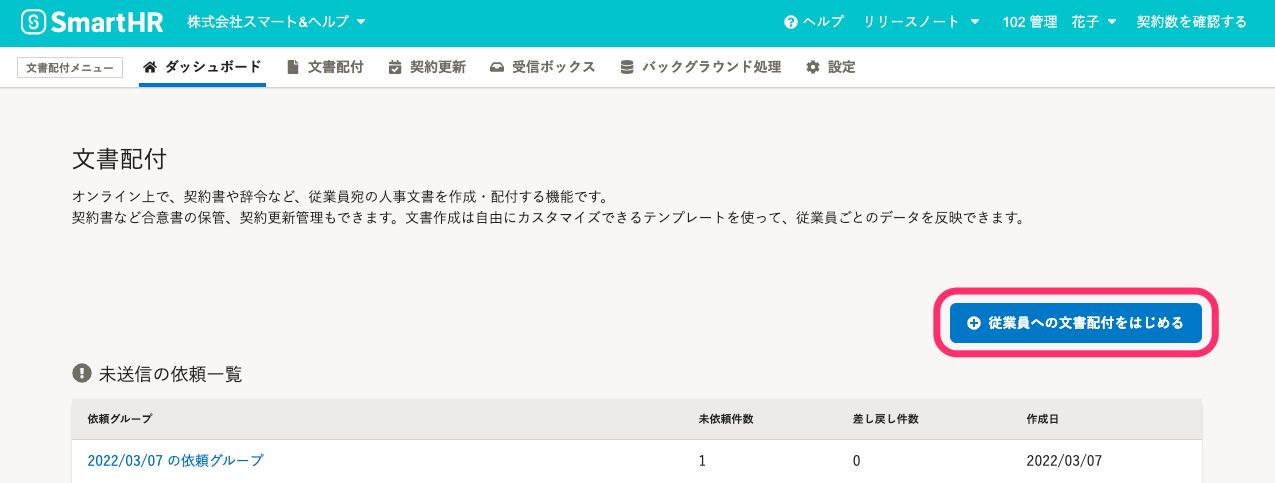 SmartHR 株式会社スマート&ヘルプ ヘルプ リリースノート 102 管理 花子 契約数を確認する
文書配付メニュー ダッシュボード 文書配付 契約更新 受信ボックス バックグラウンド処理 設定
文書配付
オンライン上で、契約書や辞令など、従業員宛の人事文書を作成・配付する機能です。
契約書など合意書の保管、契約更新管理もできます。文書作成は自由にカスタマイズできるテンプレートを使って、従業員ごとのデータを反映できます。
従業員への文書配付をはじめる
未送信の依頼一覧
依頼グループ 未依頼件数 差し戻し件数 作成日
2022/03/07 の依頼グループ 1 0 2022/03/07